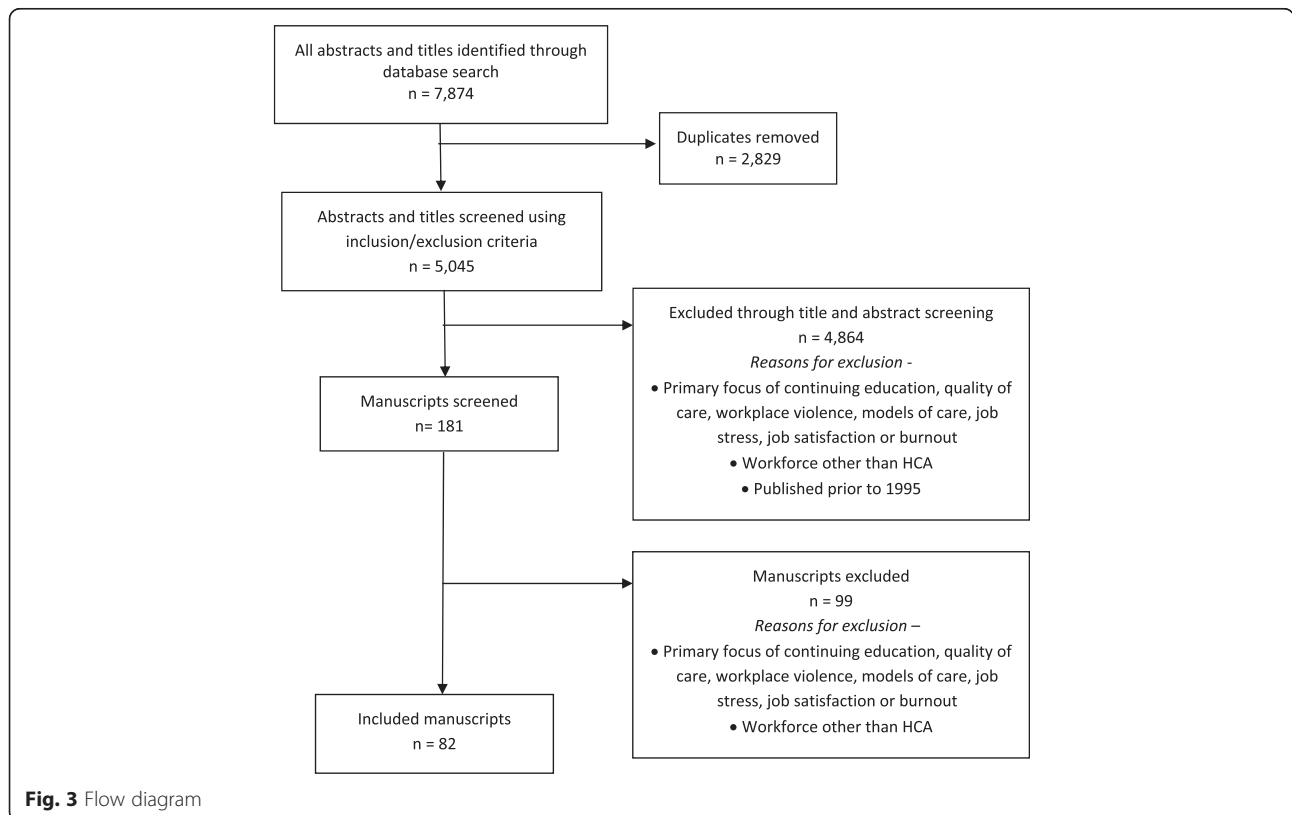 All abstracts and titles identified through
database search
n = 7,874
Duplicates removed
n = 2,829
Abstracts and titles screened using
inclusion/exclusion criteria
n = 5,045
Excluded through title and abstract screening
n = 4,864
Reasons for exclusion -
• Primary focus of continuing education, quality of
care, workplace violence, models of care, job
stress, job satisfaction or burnout
• Workforce other than HCA
• Published prior to 1995
Manuscripts screened
n= 181
Manuscripts excluded
n = 99
Reasons for exclusion –
• Primary focus of continuing education, quality of
care, workplace violence, models of care, job
stress, job satisfaction or burnout
• Workforce other than HCA
Included manuscripts
n = 82
Fig. 3 Flow diagram